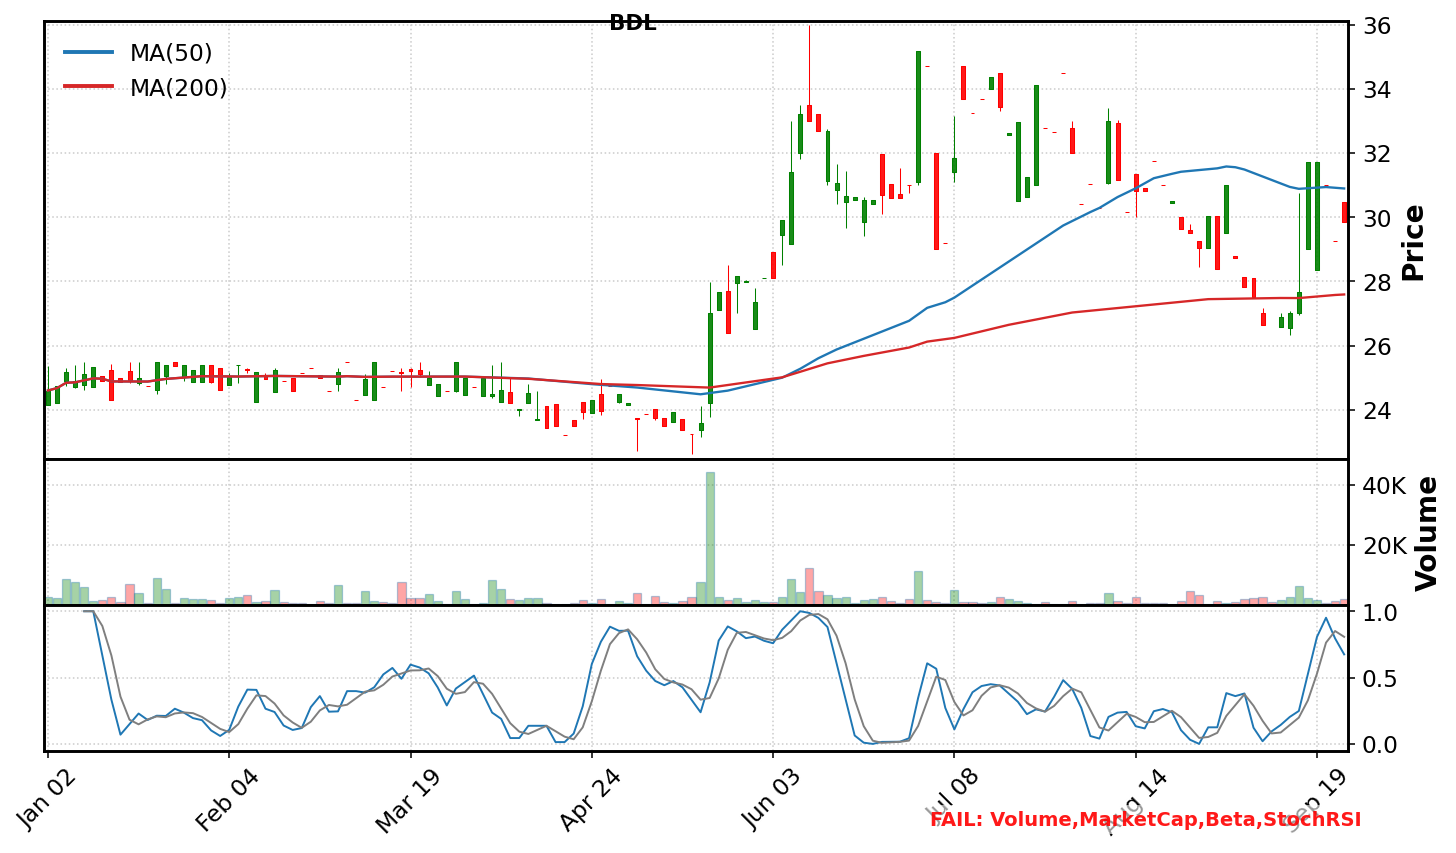 BDL
MA(50)
MA(200)
36
34
32
30
28
26
24
Price
40K
20K
Volume
1.0
0.5
0.0
Jan 02
Feb 04
Mar 19
Apr 24
Jun 03
Jul 08
Aug 14
Sep 19
FAIL: Volume,MarketCap,Beta,StochRSI